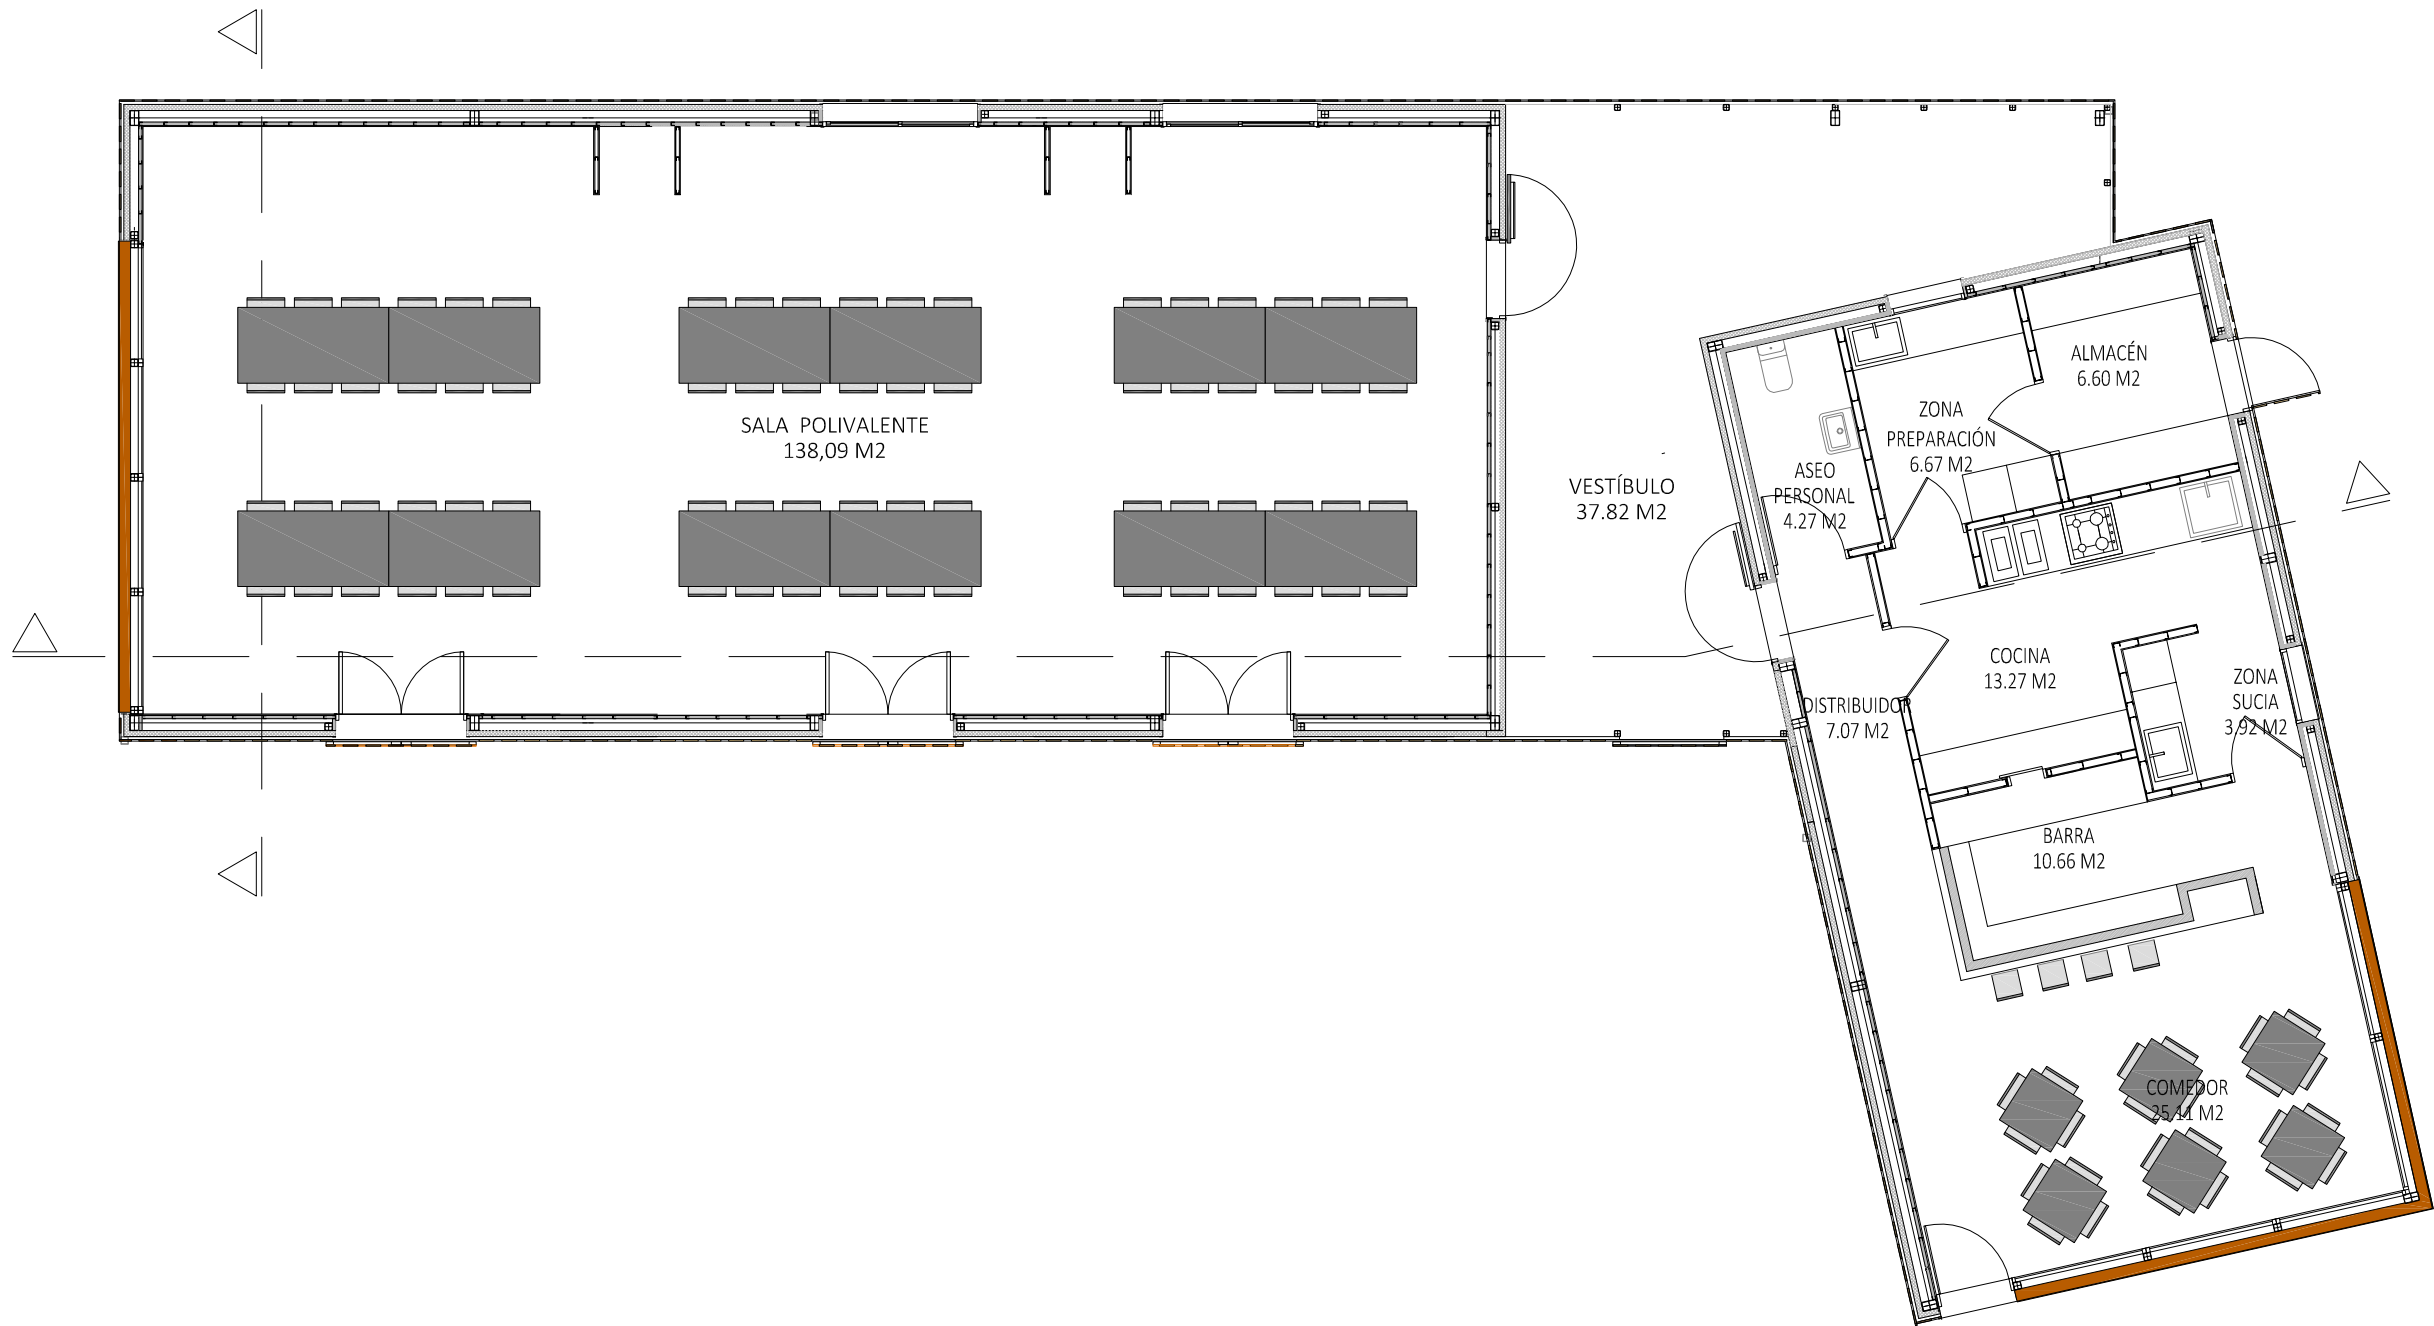 SALA POLIVALENTE
138,09 M2
VESTÍBULO
37.82 M2
ASEO
PERSONAL
4.27 M2
ZONA
PREPARACIÓN
6.67 M2
ALMACÉN
6.60 M2
COCINA
13.27 M2
ZONA
SUCIA
3.92 M2
DISTRIBUIDOR
7.07 M2
BARRA
10.66 M2
COMEDOR
25.11 M2